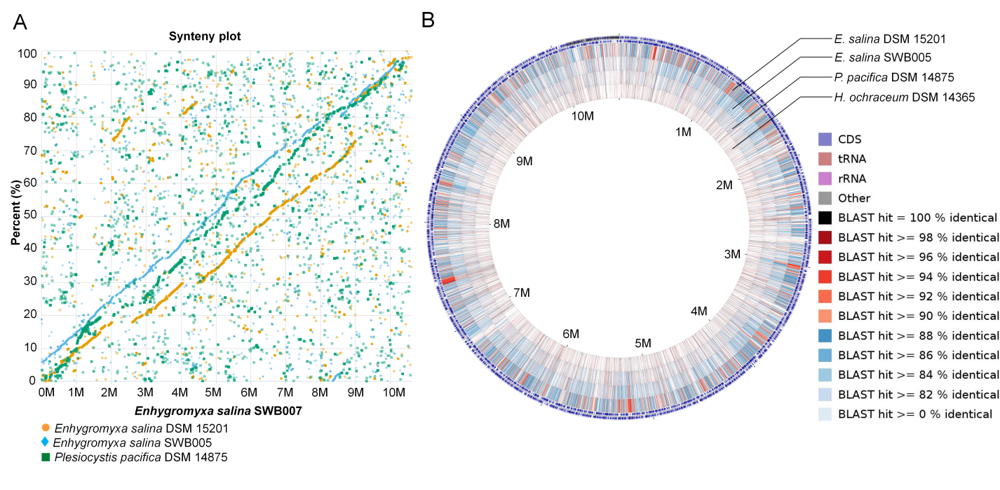 A
Synteny plot
100
90
80
70
60
50
40
30
20
10
0
Percent (%)
0M 1M 2M 3M 4M 5M 6M 7M 8M 9M 10M
Enhygromyxa salina SWB007
Enhygromyxa salina DSM 15201
Enhygromyxa salina SWB005
Plesiocystis pacifica DSM 14875
B
E. salina DSM 15201
E. salina SWB005
P. pacifica DSM 14875
H. ochraceum DSM 14365
1M
2M
3M
4M
5M
6M
7M
8M
9M
10M
CDS
tRNA
rRNA
Other
BLAST hit = 100 % identical
BLAST hit >= 98 % identical
BLAST hit >= 96 % identical
BLAST hit >= 94 % identical
BLAST hit >= 92 % identical
BLAST hit >= 90 % identical
BLAST hit >= 88 % identical
BLAST hit >= 86 % identical
BLAST hit >= 84 % identical
BLAST hit >= 82 % identical
BLAST hit >= 0 % identical